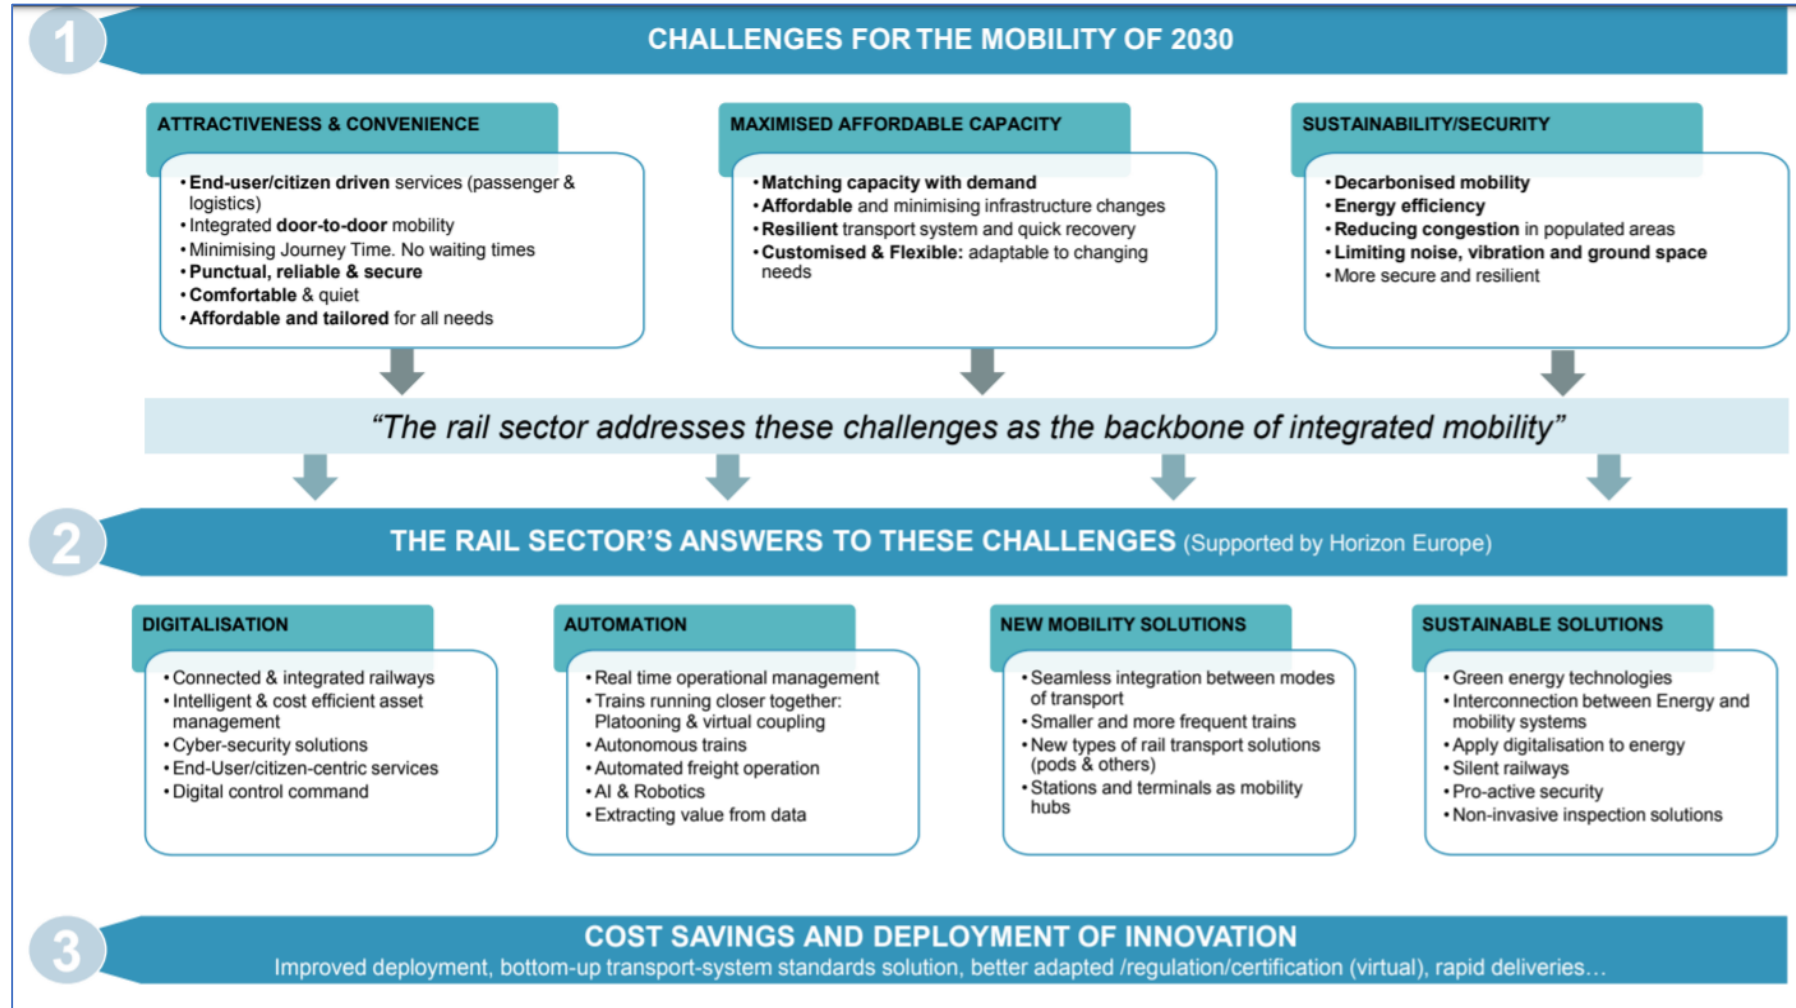 1
CHALLENGES FOR THE MOBILITY OF 2030
ATTRACTIVENESS & CONVENIENCE
• End-user/citizen driven services (passenger &
logistics)
• Integrated door-to-door mobility
• Minimising Journey Time. No waiting times
• Punctual, reliable & secure
• Comfortable & quiet
• Affordable and tailored for all needs
MAXIMISED AFFORDABLE CAPACITY
• Matching capacity with demand
• Affordable and minimising infrastructure changes
• Resilient transport system and quick recovery
• Customised & Flexible: adaptable to changing
needs
SUSTAINABILITY/SECURITY
• Decarbonised mobility
• Energy efficiency
• Reducing congestion in populated areas
• Limiting noise, vibration and ground space
• More secure and resilient
“The rail sector addresses these challenges as the backbone of integrated mobility”
2
THE RAIL SECTOR’S ANSWERS TO THESE CHALLENGES (Supported by Horizon Europe)
DIGITALISATION
• Connected & integrated railways
• Intelligent & cost efficient asset
management
• Cyber-security solutions
• End-User/citizen-centric services
• Digital control command
AUTOMATION
• Real time operational management
• Trains running closer together:
Platooning & virtual coupling
• Autonomous trains
• Automated freight operation
• AI & Robotics
• Extracting value from data
NEW MOBILITY SOLUTIONS
• Seamless integration between modes
of transport
• Smaller and more frequent trains
• New types of rail transport solutions
(pods & others)
• Stations and terminals as mobility
hubs
SUSTAINABLE SOLUTIONS
• Green energy technologies
• Interconnection between Energy and
mobility systems
• Apply digitalisation to energy
• Silent railways
• Pro-active security
• Non-invasive inspection solutions
3
COST SAVINGS AND DEPLOYMENT OF INNOVATION
Improved deployment, bottom-up transport-system standards solution, better adapted /regulation/certification (virtual), rapid deliveries…